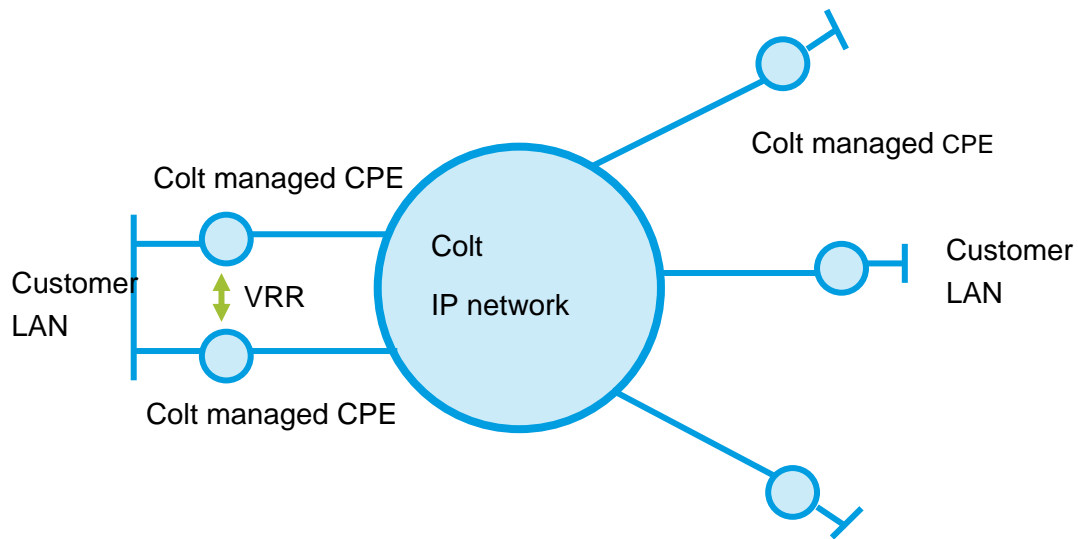 Colt managed CPE
Colt managed CPE
Colt
IP network
Customer
LAN
VRR
Customer
LAN
Colt managed CPE